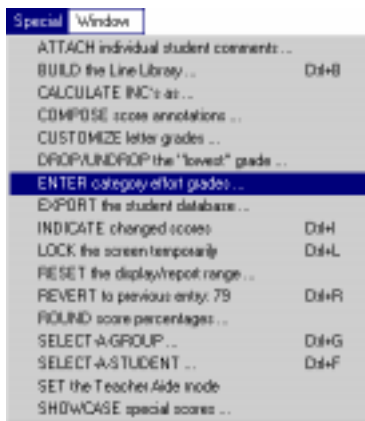 Special Window
ATTACH individual student comments ...
BUILD the Line Library ... Ctrl+B
CALCULATE INC's as ...
COMPOSE score annotations ...
CUSTOMIZE letter grades ...
DROP/UNDROP the "lowest" grade ...
ENTER category effort grades ...
EXPORT the student database ...
INDICATE changed scores Ctrl+I
LOCK the screen temporarily Ctrl+L
RESET the display/report range ...
REVERT to previous entry: 79 Ctrl+R
ROUND score percentages ...
SELECT-A-GROUP ... Ctrl+G
SELECT-A-STUDENT ... Ctrl+F
SET the Teacher Aide mode
SHOWCASE special scores ...